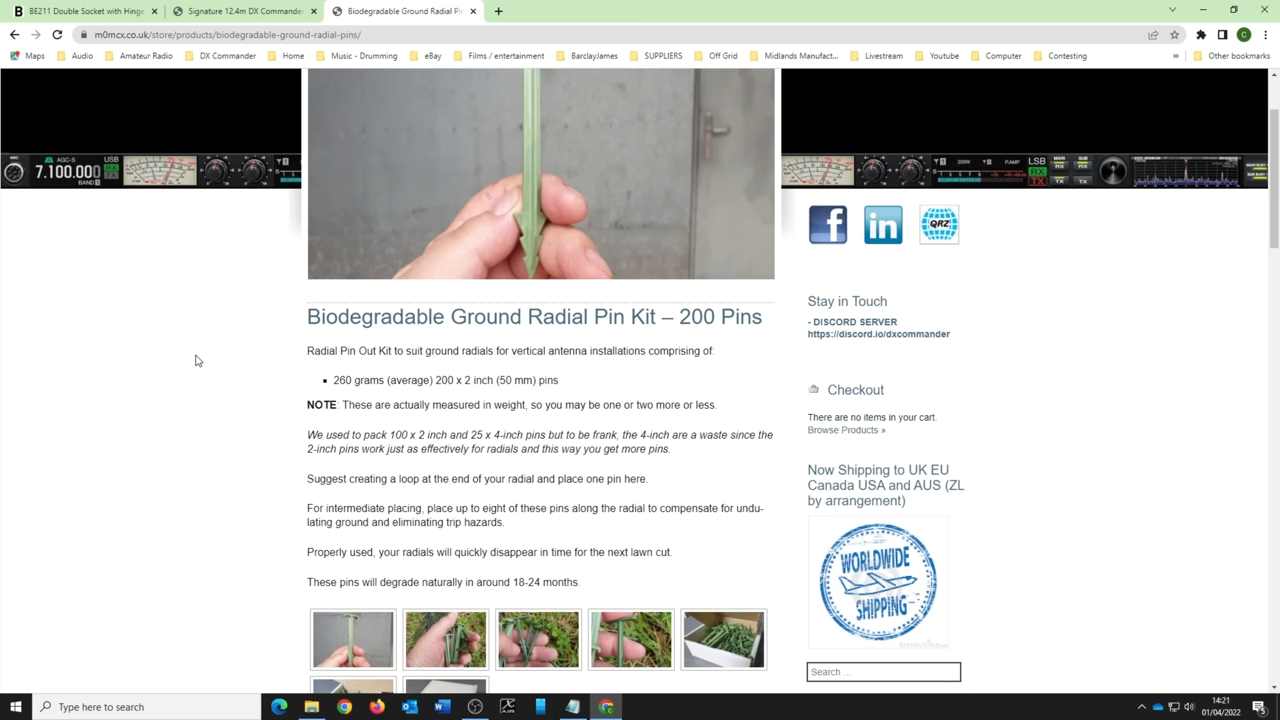 BE211 Double Socket with Hinge
Signature 12.4m DX Commander
Biodegradable Ground Radial Pin
m0mcx.co.uk/store/products/biodegradable-ground-radial-pins/
C
Maps
Audio
Amateur Radio
DX Commander
Home
Music - Drumming
eBay
Films / entertainment
BarclayJames
SUPPLIERS
Off Grid
Midlands Manufact...
Livestream
Youtube
Computer
Contesting
»
Other bookmarks
AGC-S
USB
7.100.000
BAND
200W
P.AMP
LSB
RX
TX
QRZ
Biodegradable Ground Radial Pin Kit – 200 Pins
Radial Pin Out Kit to suit ground radials for vertical antenna installations comprising of:
260 grams (average) 200 x 2 inch (50 mm) pins
NOTE: These are actually measured in weight, so you may be one or two more or less.
We used to pack 100 x 2 inch and 25 x 4-inch pins but to be frank, the 4-inch are a waste since the
2-inch pins work just as effectively for radials and this way you get more pins.
Suggest creating a loop at the end of your radial and place one pin here.
For intermediate placing, place up to eight of these pins along the radial to compensate for undu-
lating ground and eliminating trip hazards.
Properly used, your radials will quickly disappear in time for the next lawn cut.
These pins will degrade naturally in around 18-24 months.
Stay in Touch
- DISCORD SERVER
https://discord.io/dxcommander
Checkout
There are no items in your cart.
Browse Products »
Now Shipping to UK EU
Canada USA and AUS (ZL
by arrangement)
WORLDWIDE
SHIPPING
Search …
Type here to search
14:21
01/04/2022
5